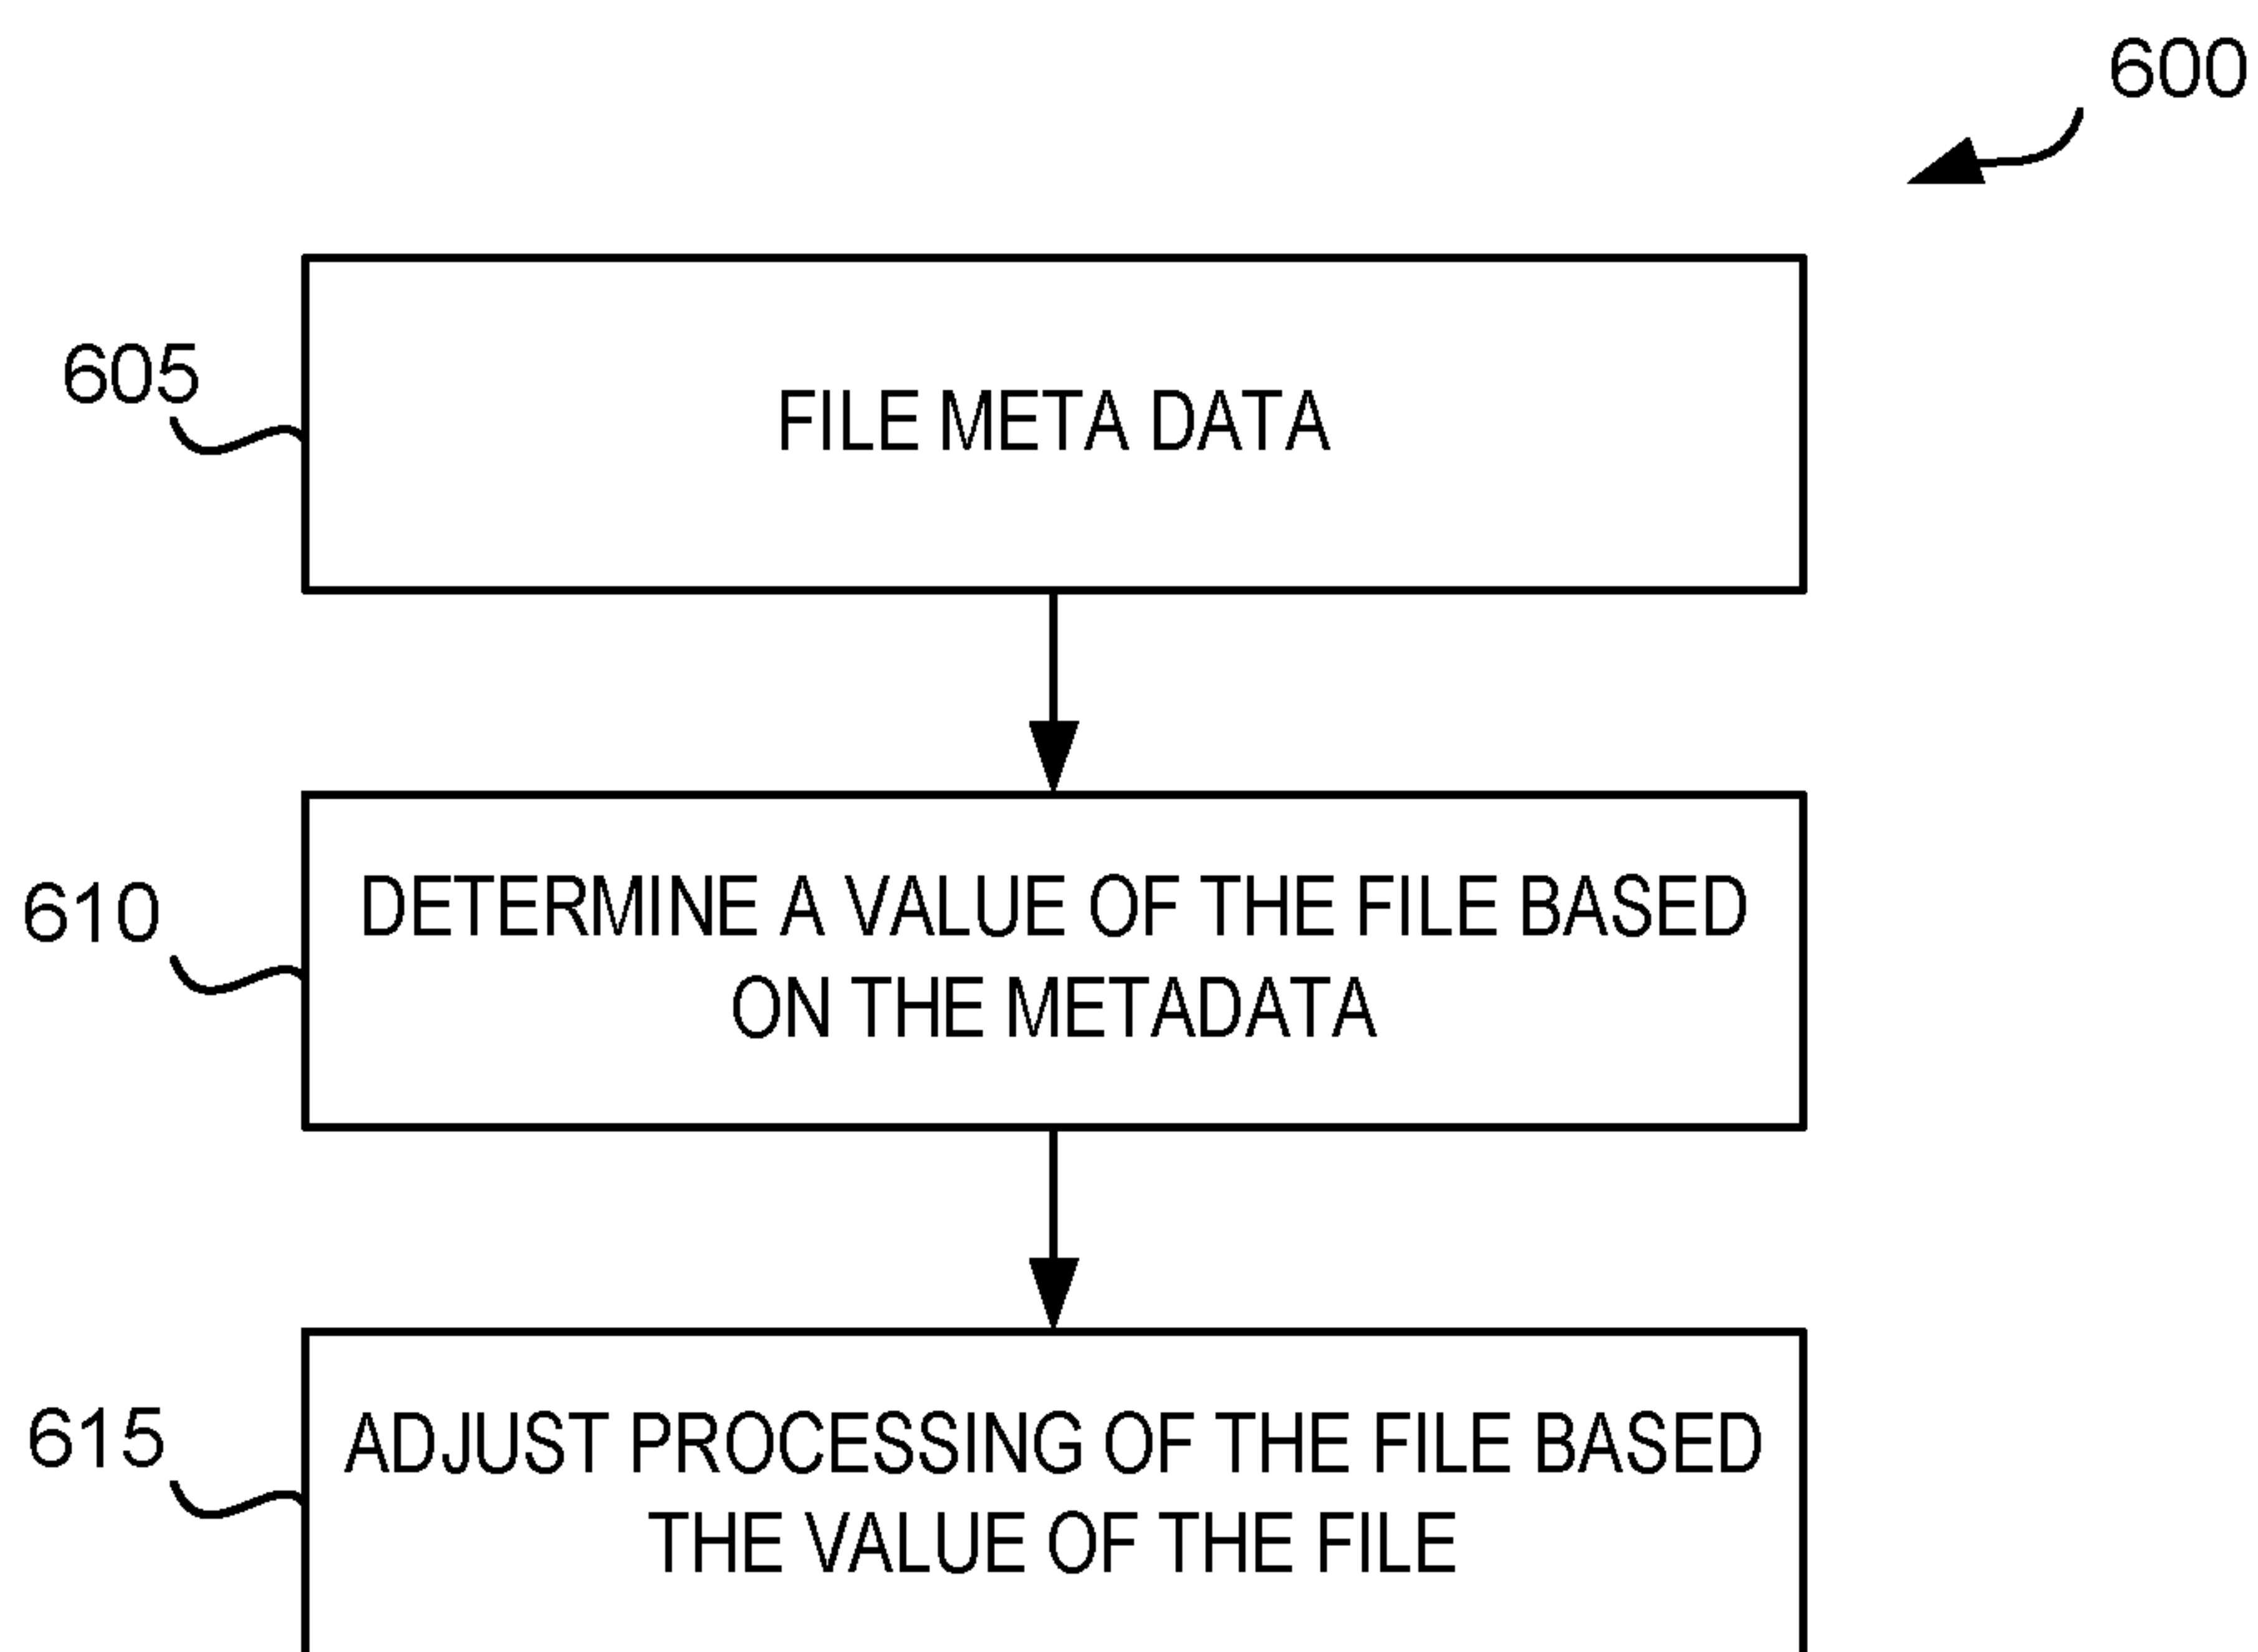 600
605
FILE META DATA
610
DETERMINE A VALUE OF THE FILE BASED
ON THE METADATA
615
ADJUST PROCESSING OF THE FILE BASED
THE VALUE OF THE FILE